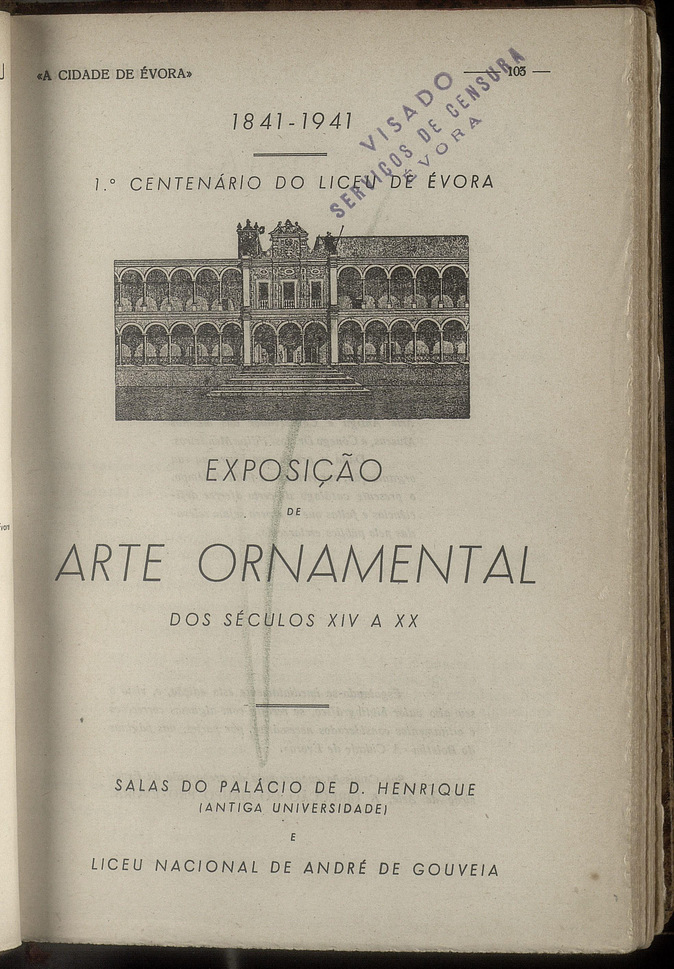 «A CIDADE DE ÉVORA»
— 103 —
VISADO
SERVIÇOS DE CENSURA
ÉVORA
1841-1941
1.º CENTENÁRIO DO LICEU DE ÉVORA
EXPOSIÇÃO
DE
ARTE ORNAMENTAL
DOS SÉCULOS XIV A XX
SALAS DO PALÁCIO DE D. HENRIQUE
(ANTIGA UNIVERSIDADE)
E
LICEU NACIONAL DE ANDRÉ DE GOUVEIA